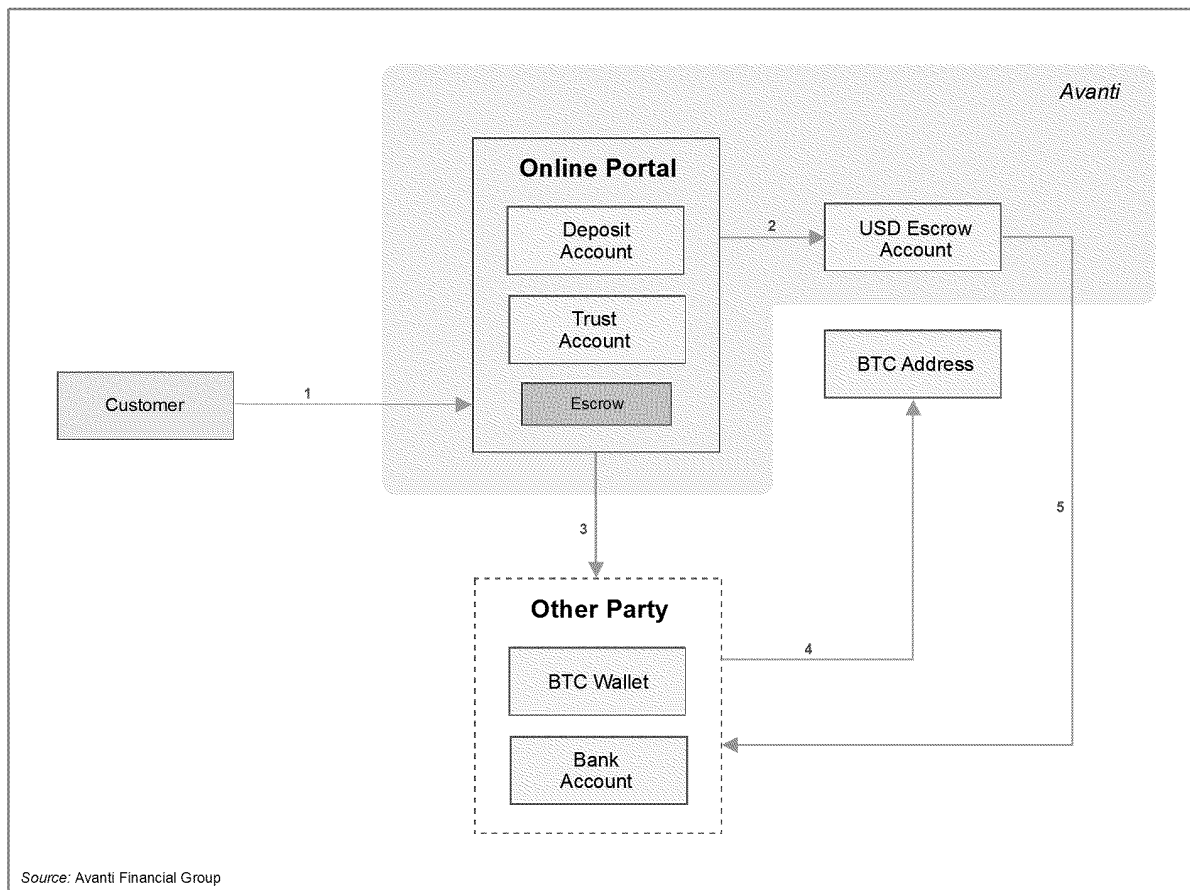 Avanti
Online Portal
Deposit
Account
2
USD Escrow
Account
Trust
Account
BTC Address
Customer
1
Escrow
3
5
Other Party
4
BTC Wallet
Bank
Account
Source: Avanti Financial Group